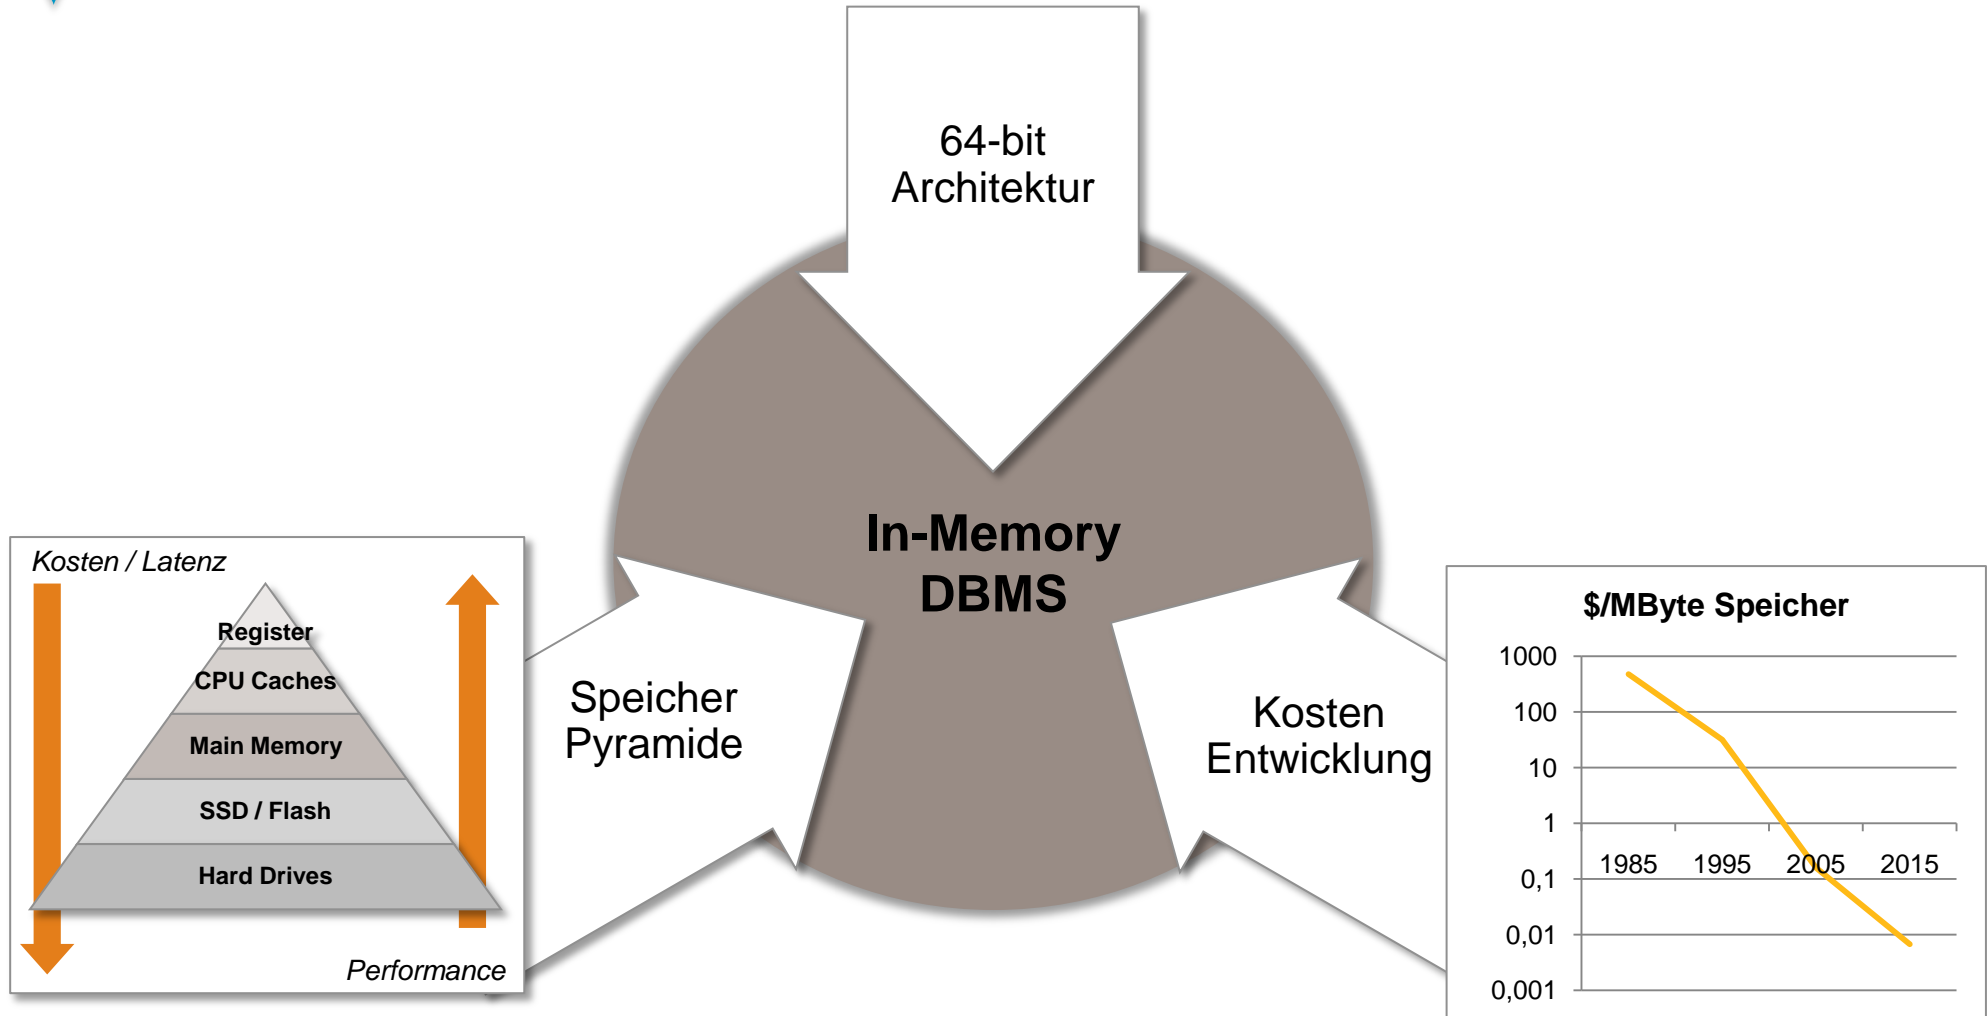 64-bit
Architektur
In-Memory
DBMS
Kosten / Latenz
Register
CPU Caches
Main Memory
SSD / Flash
Hard Drives
Performance
Speicher
Pyramide
Kosten
Entwicklung
$/MByte Speicher
1000
100
10
1
1985 1995 2005 2015
0,1
0,01
0,001